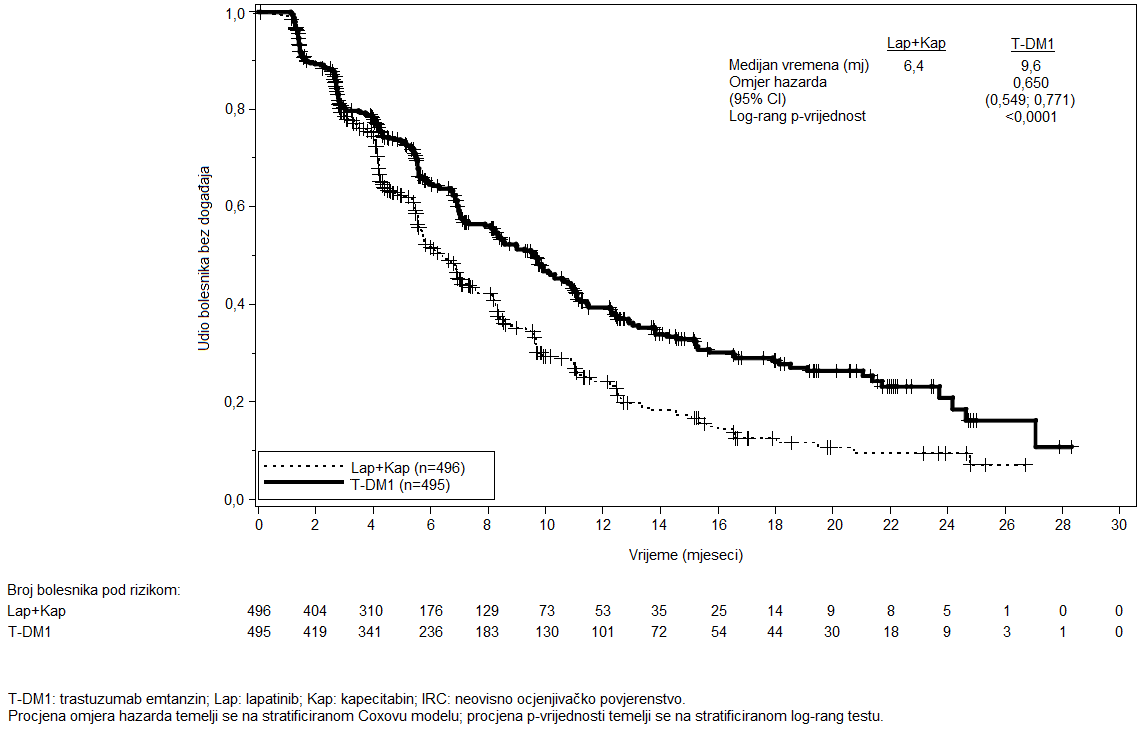 Lap+Kap T-DM1
Medijan vremena (mj) 6,4 9,6
Omjer hazarda 0,650
(95% CI) (0,549; 0,771)
Log-rang p-vrijednost <0,0001
Udio bolesnika bez događaja
1,0
0,8
0,6
0,4
0,2
0,0
Lap+Kap (n=496)
T-DM1 (n=495)
0 2 4 6 8 10 12 14 16 18 20 22 24 26 28 30
Vrijeme (mjeseci)
Broj bolesnika pod rizikom:
Lap+Kap 496 404 310 176 129 73 53 35 25 14 9 8 5 1 0 0
T-DM1 495 419 341 236 183 130 101 72 54 44 30 18 9 3 1 0
T-DM1: trastuzumab emtanzin; Lap: lapatinib; Kap: kapecitabin; IRC: neovisno ocjenjivačko povjerenstvo.
Procjena omjera hazarda temelji se na stratificiranom Coxovu modelu; procjena p-vrijednosti temelji se na stratificiranom log-rang testu.